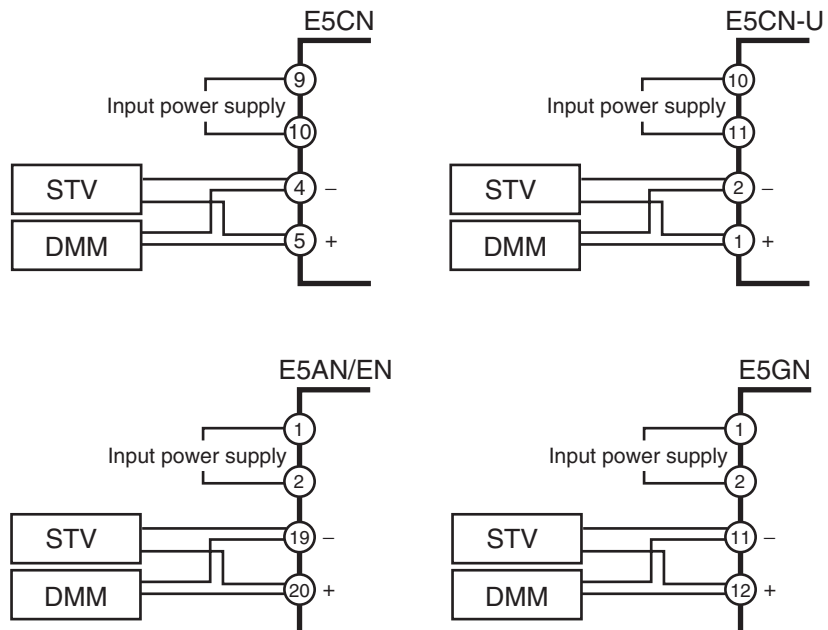 E5CN
9
Input power supply
10
STV
4 –
DMM
5 +
E5CN-U
10
Input power supply
11
STV
2 –
DMM
1 +
E5AN/EN
1
Input power supply
2
STV
19 –
DMM
20 +
E5GN
1
Input power supply
2
STV
11 –
DMM
12 +